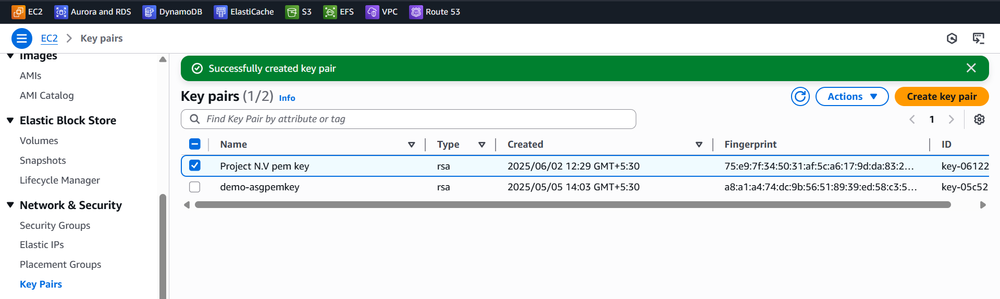 EC2 Aurora and RDS DynamoDB ElastiCache S3 EFS VPC Route 53
EC2 Key pairs
Images
AMIs
AMI Catalog
Elastic Block Store
Volumes
Snapshots
Lifecycle Manager
Network & Security
Security Groups
Elastic IPs
Placement Groups
Key Pairs
Successfully created key pair
Key pairs (1/2) Info
Actions
Create key pair
Find Key Pair by attribute or tag
1
Name Type Created Fingerprint ID
Project N.V pem key rsa 2025/06/02 12:29 GMT+5:30 75:e9:7f:34:50:31:af:5c:a6:17:9d:da:83:2... key-06122
demo-asgpemkey rsa 2025/05/05 14:03 GMT+5:30 a8:a1:a4:74:dc:9b:56:51:89:39:ed:58:c3:5... key-05c52